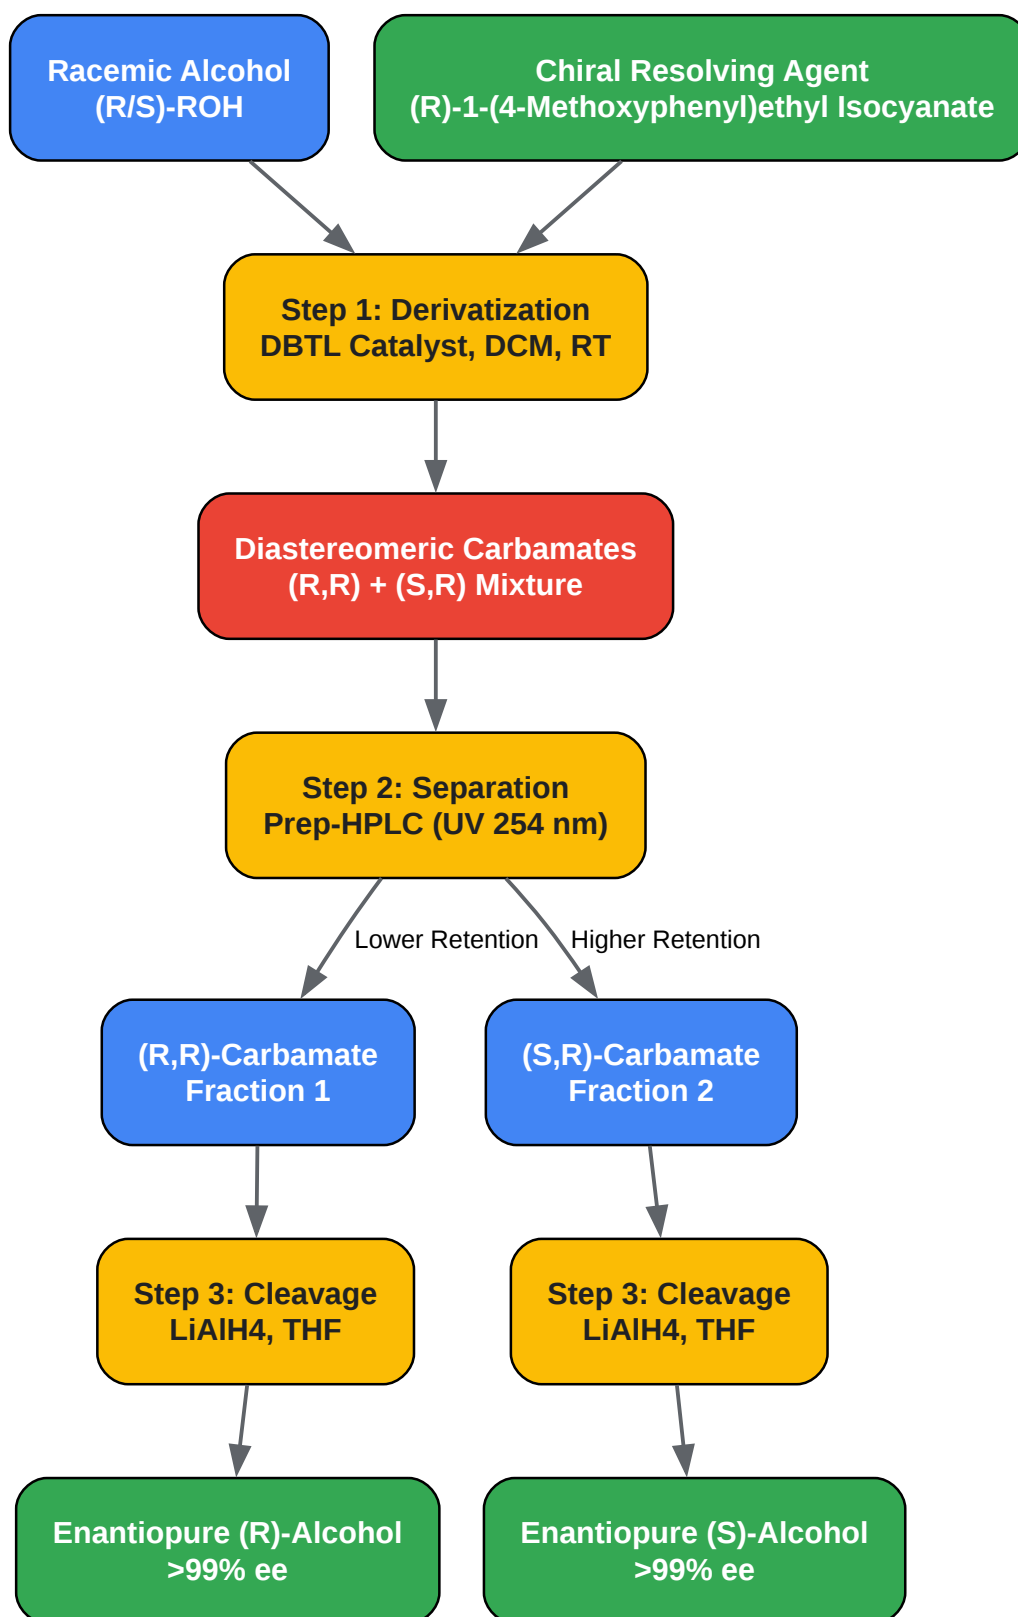 Racemic Alcohol
(R/S)-ROH
Chiral Resolving Agent
(R)-1-(4-Methoxyphenyl)ethyl Isocyanate
Step 1: Derivatization
DBTL Catalyst, DCM, RT
Diastereomeric Carbamates
(R,R) + (S,R) Mixture
Step 2: Separation
Prep-HPLC (UV 254 nm)
Lower Retention
Higher Retention
(R,R)-Carbamate
Fraction 1
(S,R)-Carbamate
Fraction 2
Step 3: Cleavage
LiAlH4, THF
Step 3: Cleavage
LiAlH4, THF
Enantiopure (R)-Alcohol
>99% ee
Enantiopure (S)-Alcohol
>99% ee